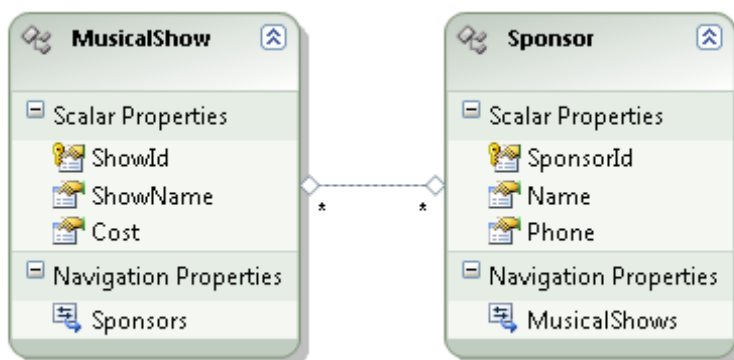 MusicalShow
Scalar Properties
ShowId
ShowName
Cost
Navigation Properties
Sponsors
* *
Sponsor
Scalar Properties
SponsorId
Name
Phone
Navigation Properties
MusicalShows